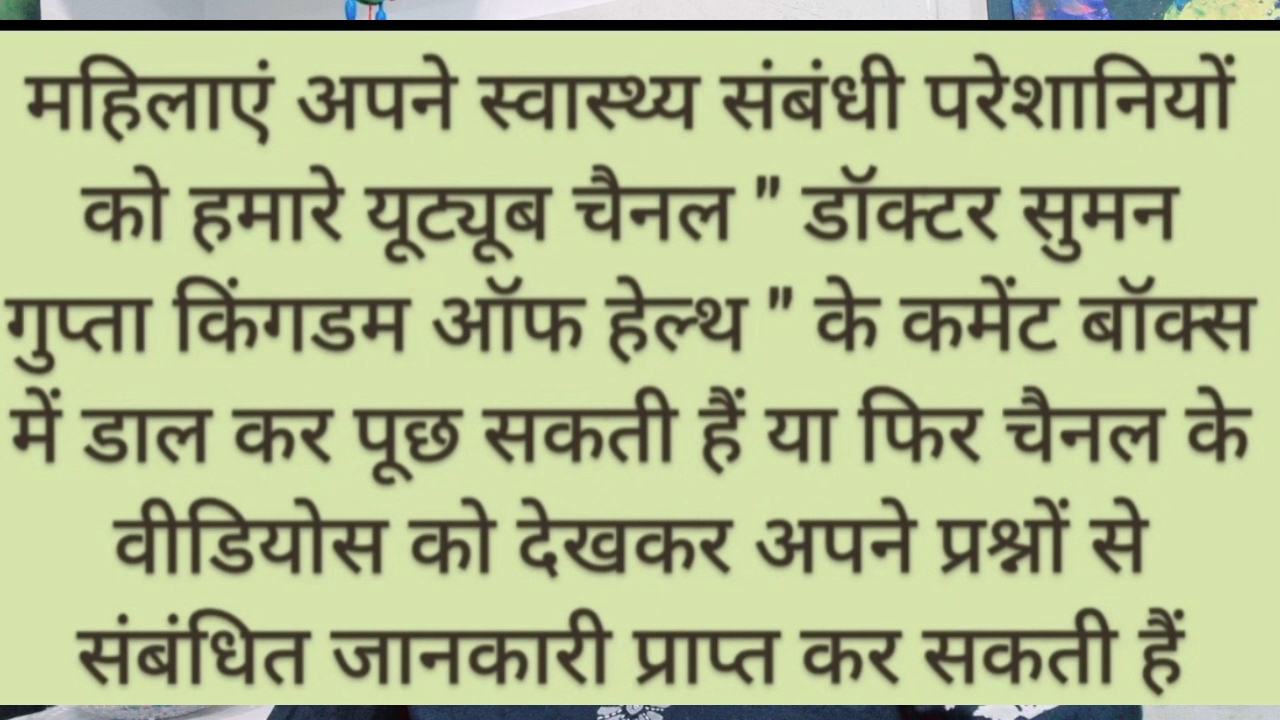 महिलाएं अपने स्वास्थ्य संबंधी परेशानियों
को हमारे यूट्यूब चैनल " डॉक्टर सुमन
गुप्ता किंगडम ऑफ हेल्थ " के कमेंट बॉक्स
में डाल कर पूछ सकती हैं या फिर चैनल के
वीडियोस को देखकर अपने प्रश्नों से
संबंधित जानकारी प्राप्त कर सकती हैं